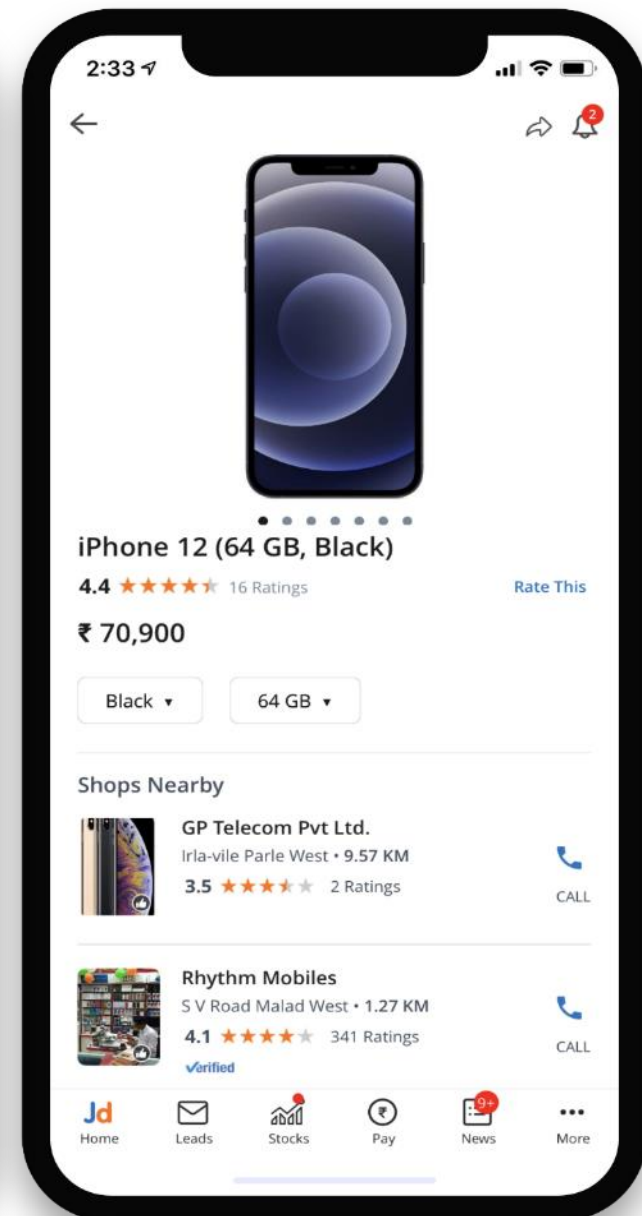 2:33
2
iPhone 12 (64 GB, Black)
4.4 16 Ratings Rate This
₹ 70,900
Black ▾ 64 GB ▾
Shops Nearby
GP Telecom Pvt Ltd.
Irla-vile Parle West • 9.57 KM
3.5 2 Ratings
CALL
Rhythm Mobiles
S V Road Malad West • 1.27 KM
4.1 341 Ratings
CALL
Verified
Jd ₹ 9+
Home Leads Stocks Pay News More